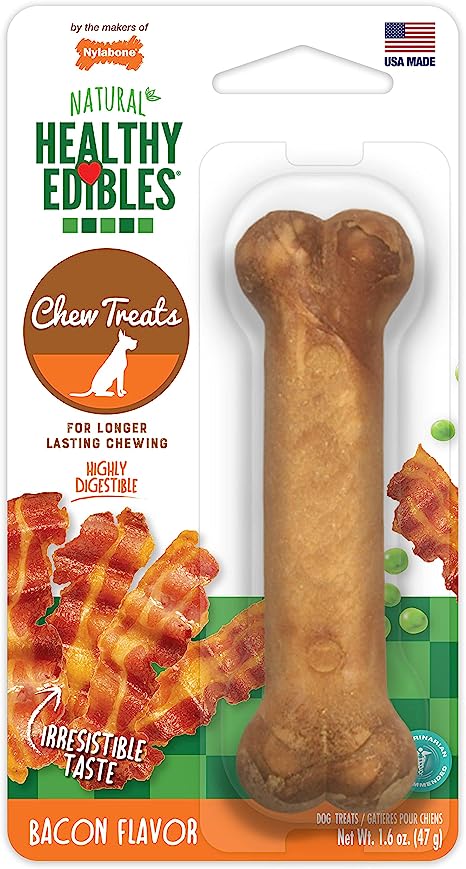 by the makers of
Nylabone®
USA MADE
NATURAL
HEALTHY
EDIBLES®
Chew Treats
FOR LONGER
LASTING CHEWING
HIGHLY
DIGESTIBLE
IRRESISTIBLE
TASTE
BACON FLAVOR
DOG TREATS / GATIERES POUR CHIENS
Net Wt. 1.6 oz. (47 g)